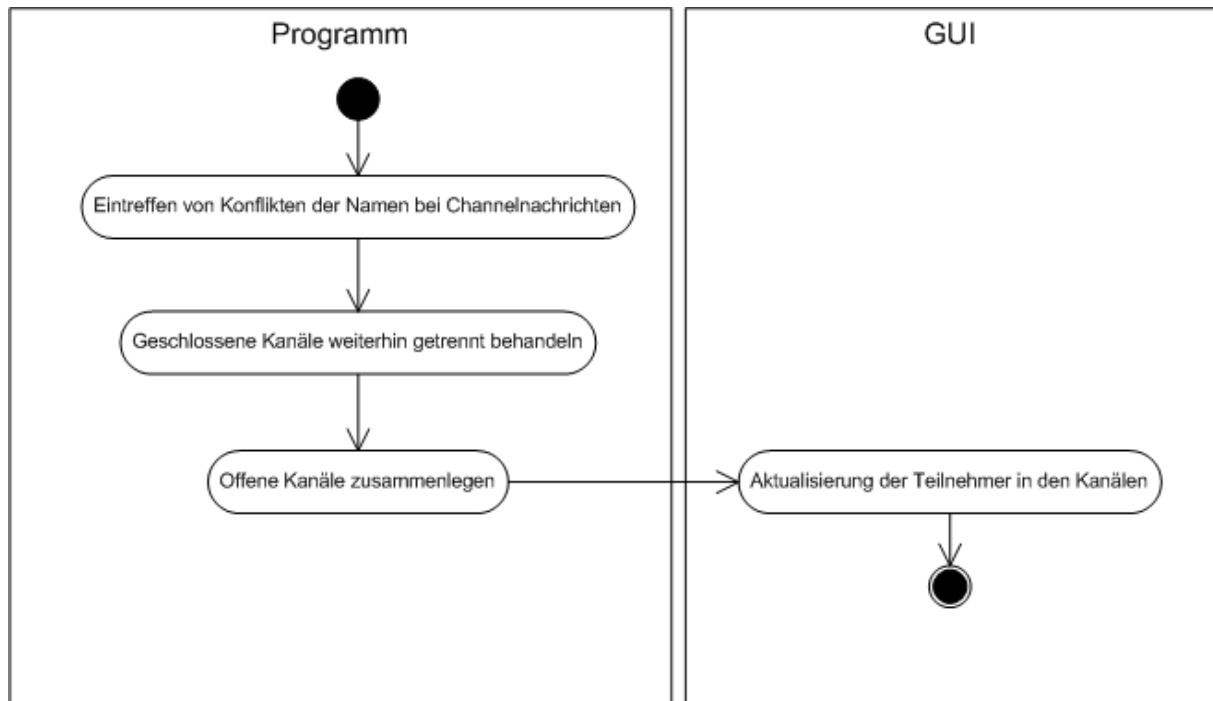 Programm
GUI
Eintreffen von Konflikten der Namen bei Channelnachrichten
Geschlossene Kanäle weiterhin getrennt behandeln
Offene Kanäle zusammenlegen
Aktualisierung der Teilnehmer in den Kanälen